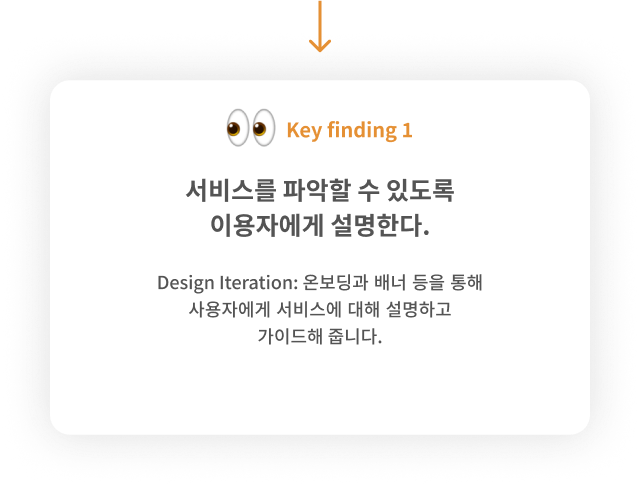 Key finding 1
서비스를 파악할 수 있도록
이용자에게 설명한다.
Design Iteration: 온보딩과 배너 등을 통해
사용자에게 서비스에 대해 설명하고
가이드해 줍니다.